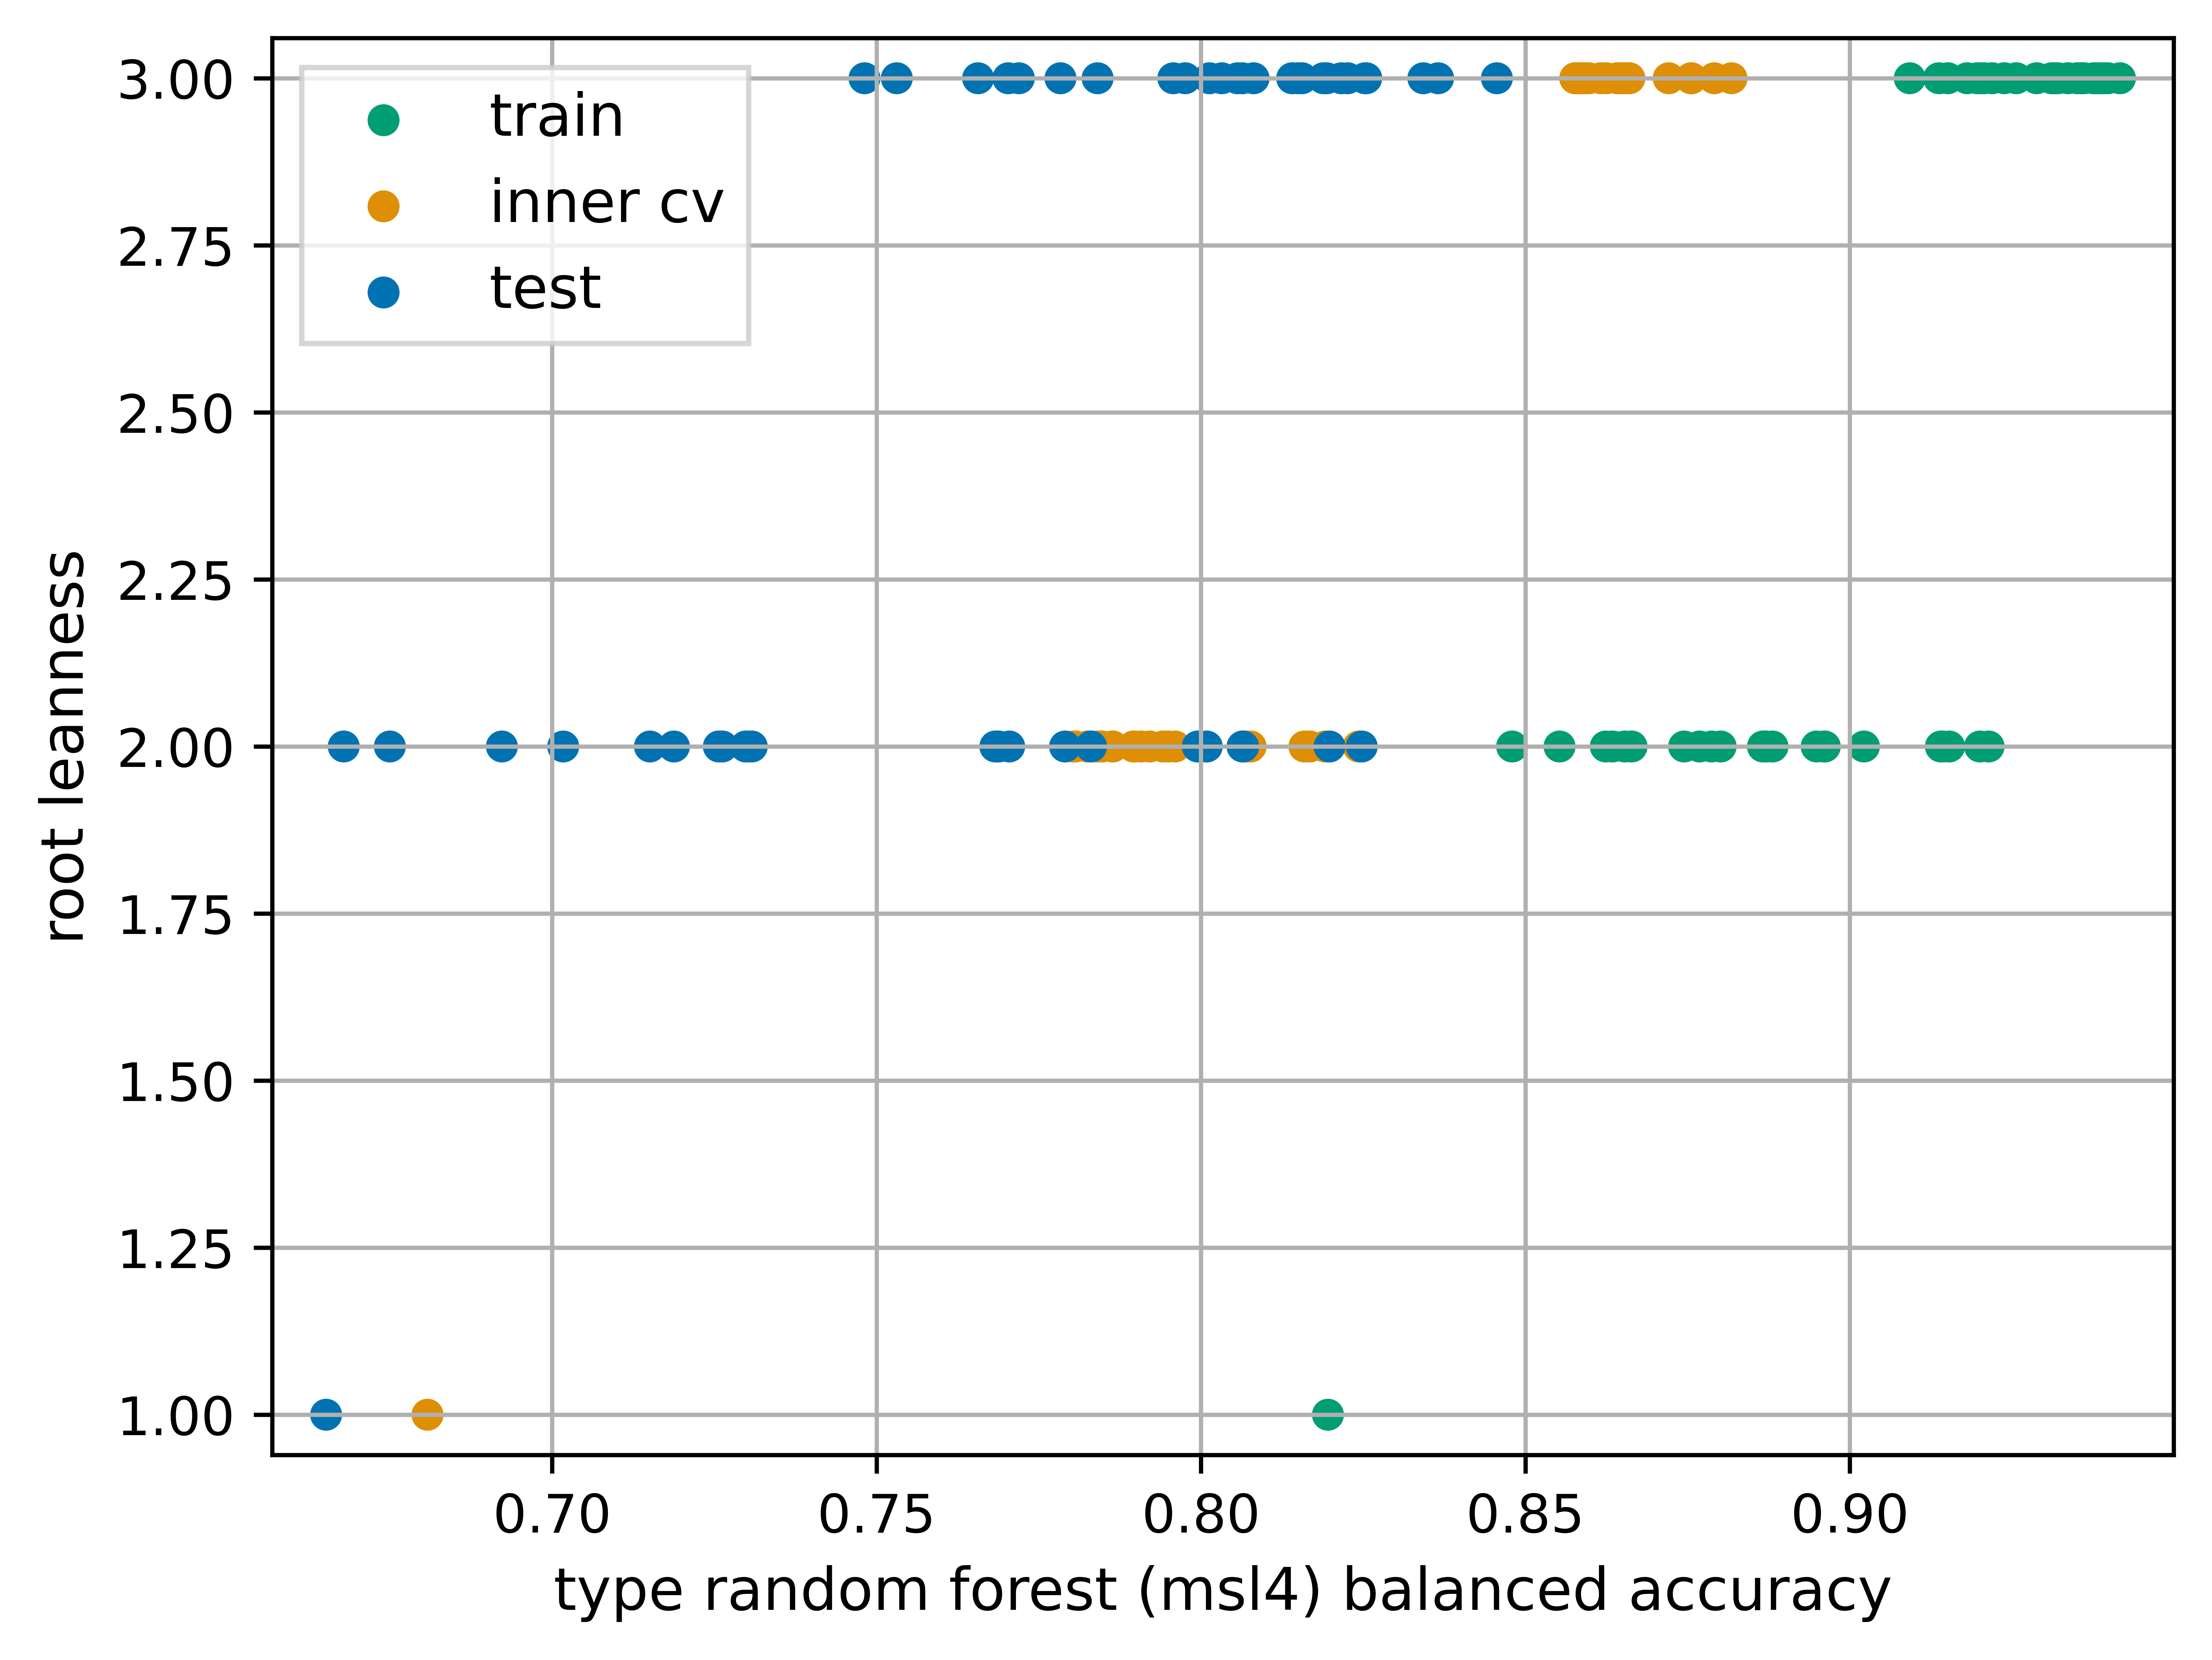 3.00
2.75
2.50
2.25
2.00
1.75
1.50
1.25
1.00
root leanness
train
inner cv
test
0.70 0.75 0.80 0.85 0.90
type random forest (msl4) balanced accuracy